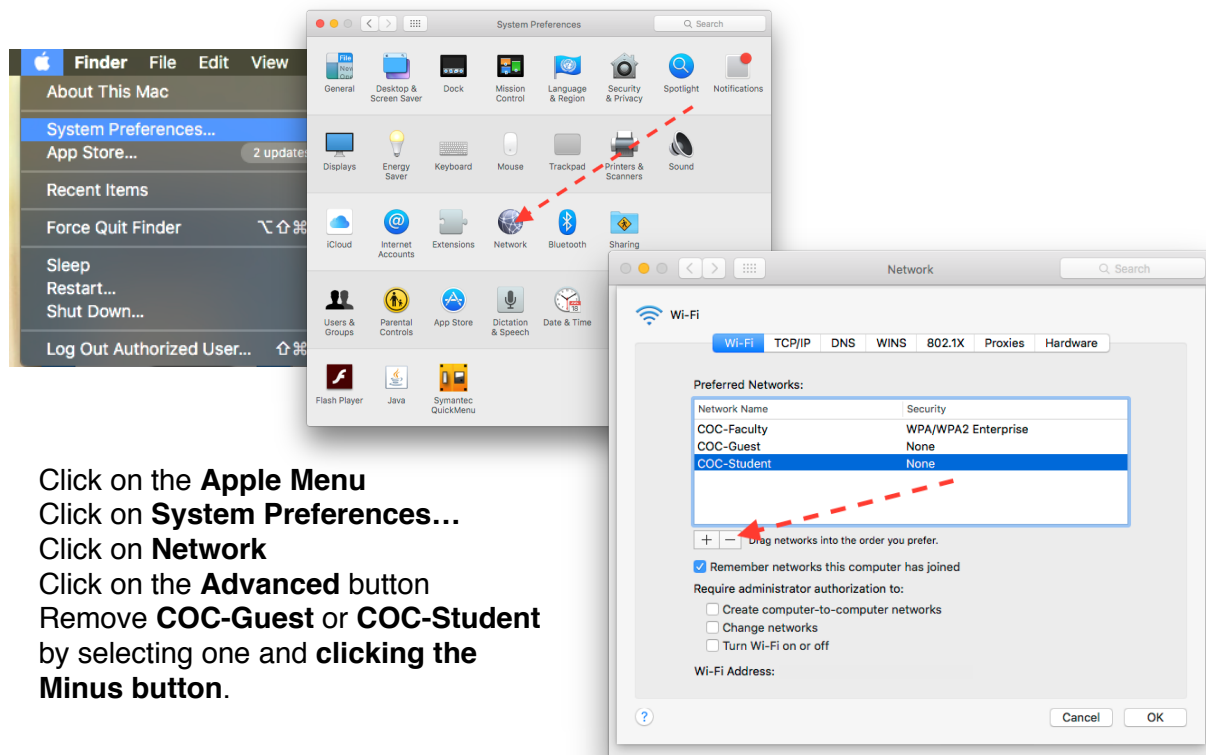 Finder File Edit View
About This Mac
System Preferences...
App Store... 2 updates
Recent Items
Force Quit Finder ⌥⇧⌘
Sleep
Restart...
Shut Down...
Log Out Authorized User... ⇧⌘
System Preferences
Search
General
Desktop &
Screen Saver
Dock
Mission
Control
Language
& Region
Security
& Privacy
Spotlight
Notifications
Displays
Energy
Saver
Keyboard
Mouse
Trackpad
Printers &
Scanners
Sound
iCloud
Internet
Accounts
Extensions
Network
Bluetooth
Sharing
Users &
Groups
Parental
Controls
App Store
Dictation
& Speech
Date & Time
Flash Player
Java
Symantec
QuickMenu
Network
Search
Wi-Fi
Wi-Fi TCP/IP DNS WINS 802.1X Proxies Hardware
Preferred Networks:
Network Name Security
COC-Faculty WPA/WPA2 Enterprise
COC-Guest None
COC-Student None
+ − Drag networks into the order you prefer.
Remember networks this computer has joined
Require administrator authorization to:
Create computer-to-computer networks
Change networks
Turn Wi-Fi on or off
Wi-Fi Address:
? Cancel OK
Click on the Apple Menu
Click on System Preferences…
Click on Network
Click on the Advanced button
Remove COC-Guest or COC-Student
by selecting one and clicking the
Minus button.